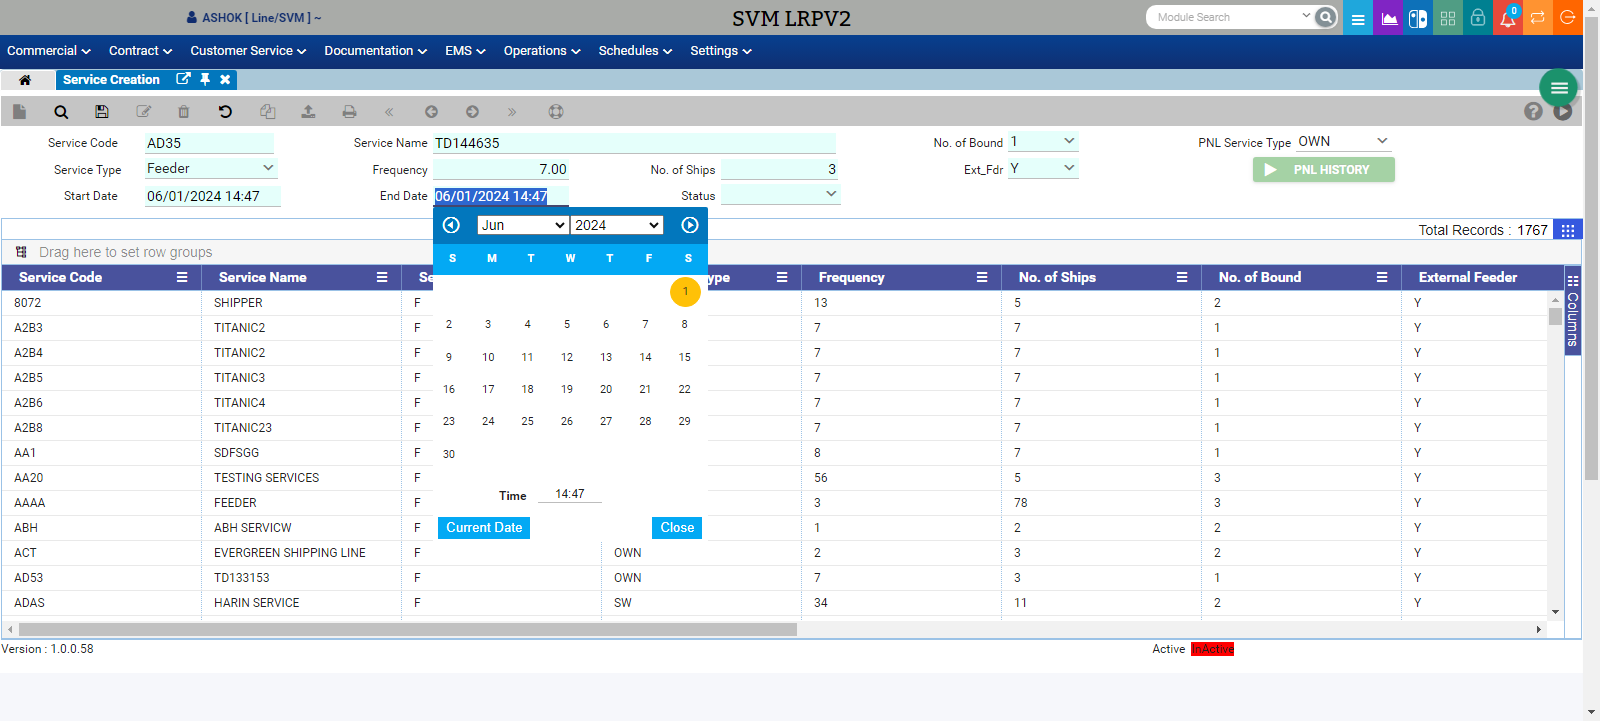 ASHOK [ Line/SVM ] ~ SVM LRPV2 Module Search 0
Commercial Contract Customer Service Documentation EMS Operations Schedules Settings
Service Creation
Service Code AD35 Service Name TD144635 No. of Bound 1 PNL Service Type OWN
Service Type Feeder Frequency 7.00 No. of Ships 3 Ext_Fdr Y PNL HISTORY
Start Date 06/01/2024 14:47 End Date 06/01/2024 14:47 Status
Jun 2024
Total Records : 1767
Drag here to set row groups
S M T W T F S
Service Code Service Name Se ype Frequency No. of Ships No. of Bound External Feeder
Columns
1
8072 SHIPPER F 13 5 2 Y
2 3 4 5 6 7 8
A2B3 TITANIC2 F 7 7 1 Y
A2B4 TITANIC2 F 7 7 1 Y
9 10 11 12 13 14 15
A2B5 TITANIC3 F 7 7 1 Y
16 17 18 19 20 21 22
A2B6 TITANIC4 F 7 7 1 Y
23 24 25 26 27 28 29
A2B8 TITANIC23 F 7 7 1 Y
30
AA1 SDFSGG F 8 7 1 Y
AA20 TESTING SERVICES F 56 5 3 Y
Time 14:47
AAAA FEEDER F 3 78 3 Y
Current Date Close
ABH ABH SERVICW F 1 2 2 Y
ACT EVERGREEN SHIPPING LINE F OWN 2 3 2 Y
AD53 TD133153 F OWN 7 3 1 Y
ADAS HARIN SERVICE F SW 34 11 2 Y
Version : 1.0.0.58 Active InActive